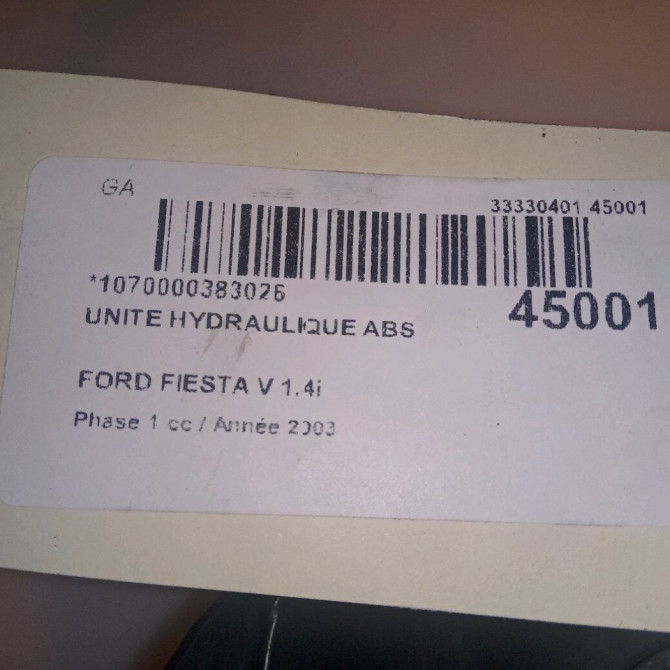 GA
33330401 45001
*1070000383026
45001
UNITE HYDRAULIQUE ABS
FORD FIESTA V 1.4i
Phase 1 cc / Année 2003